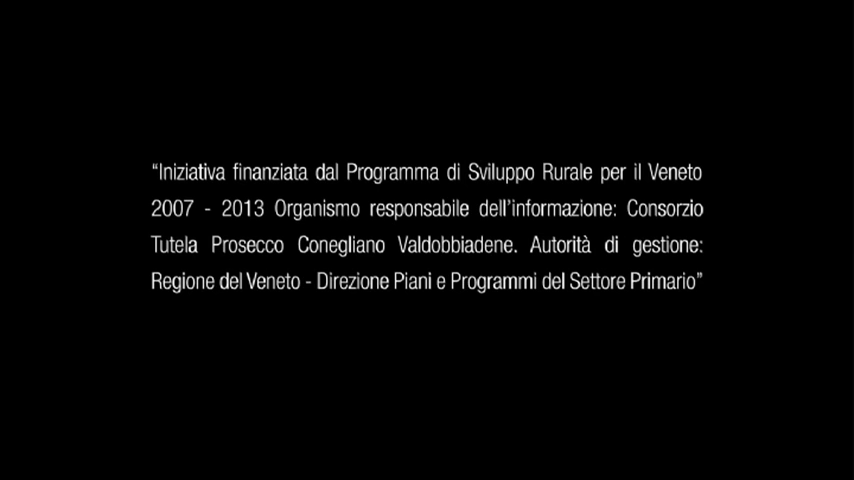 “Iniziativa finanziata dal Programma di Sviluppo Rurale per il Veneto
2007 - 2013 Organismo responsabile dell’informazione: Consorzio
Tutela Prosecco Conegliano Valdobbiadene. Autorità di gestione:
Regione del Veneto - Direzione Piani e Programmi del Settore Primario”